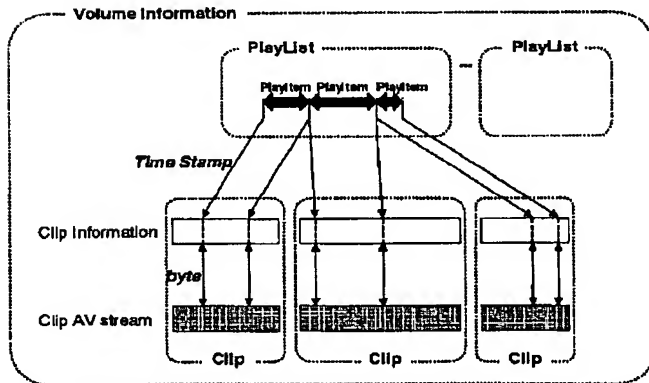 Volume Information
PlayList
PlayList
PlayItem PlayItem PlayItem
Time Stamp
Clip Information
byte
Clip AV stream
Clip
Clip
Clip